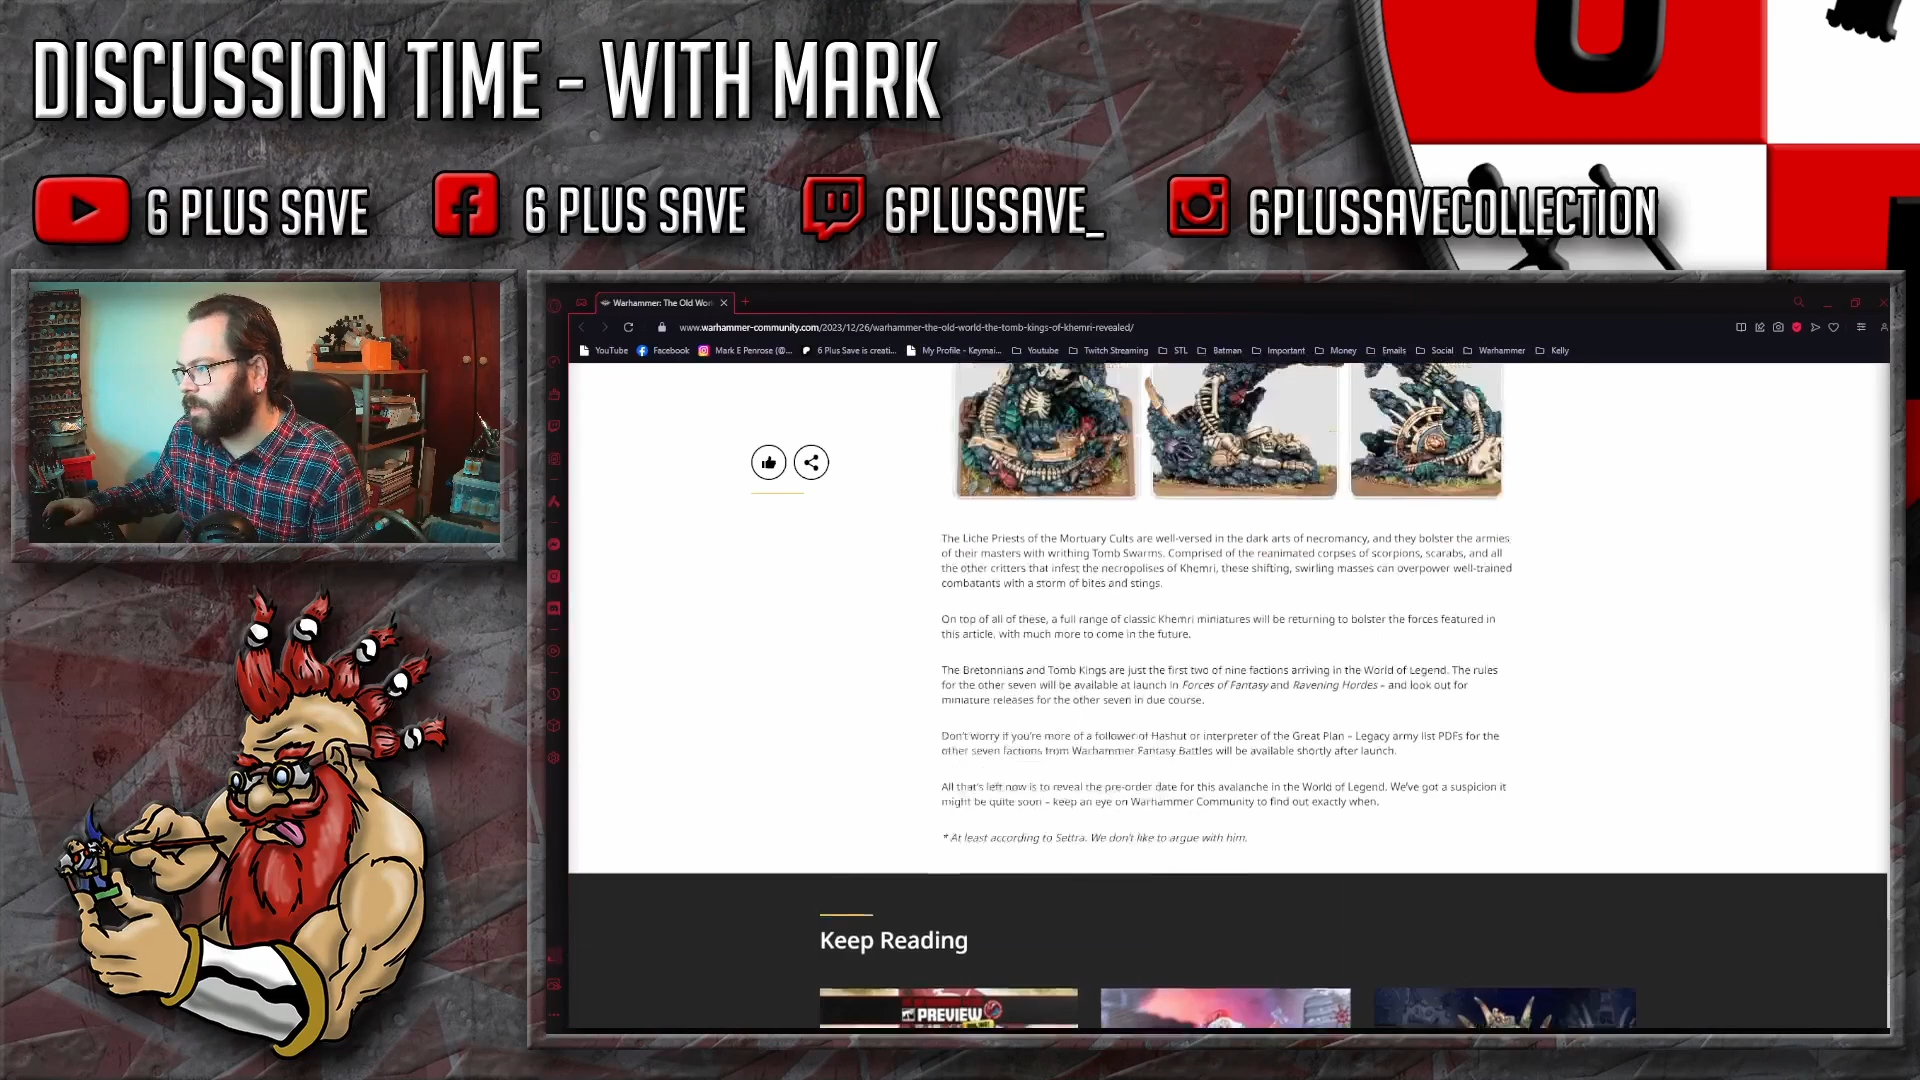 DISCUSSION TIME - WITH MARK
6 PLUS SAVE
6 PLUS SAVE
6PLUSSAVE_
6PLUSSAVECOLLECTION
U
Warhammer: The Old Worl
www.warhammer-community.com/2023/12/26/warhammer-the-old-world-the-tomb-kings-of-khemri-revealed/
YouTube Facebook Mark E Penrose (@... 6 Plus Save is creati... My Profile - Keymai... Youtube Twitch Streaming STL Batman Important Money Emails Social Warhammer Kelly
The Liche Priests of the Mortuary Cults are well-versed in the dark arts of necromancy, and they bolster the armies
of their masters with writhing Tomb Swarms. Comprised of the reanimated corpses of scorpions, scarabs, and all
the other critters that infest the necropolises of Khemri, these shifting, swirling masses can overpower well-trained
combatants with a storm of bites and stings.
On top of all of these, a full range of classic Khemri miniatures will be returning to bolster the forces featured in
this article, with much more to come in the future.
The Bretonnians and Tomb Kings are just the first two of nine factions arriving in the World of Legend. The rules
for the other seven will be available at launch in Forces of Fantasy and Ravening Hordes – and look out for
miniature releases for the other seven in due course.
Don't worry if you're more of a follower of Hashut or interpreter of the Great Plan – Legacy army list PDFs for the
other seven factions from Warhammer Fantasy Battles will be available shortly after launch.
All that's left now is to reveal the pre-order date for this avalanche in the World of Legend. We've got a suspicion it
might be quite soon – keep an eye on Warhammer Community to find out exactly when.
* At least according to Settra. We don't like to argue with him.
Keep Reading
PREVIEW